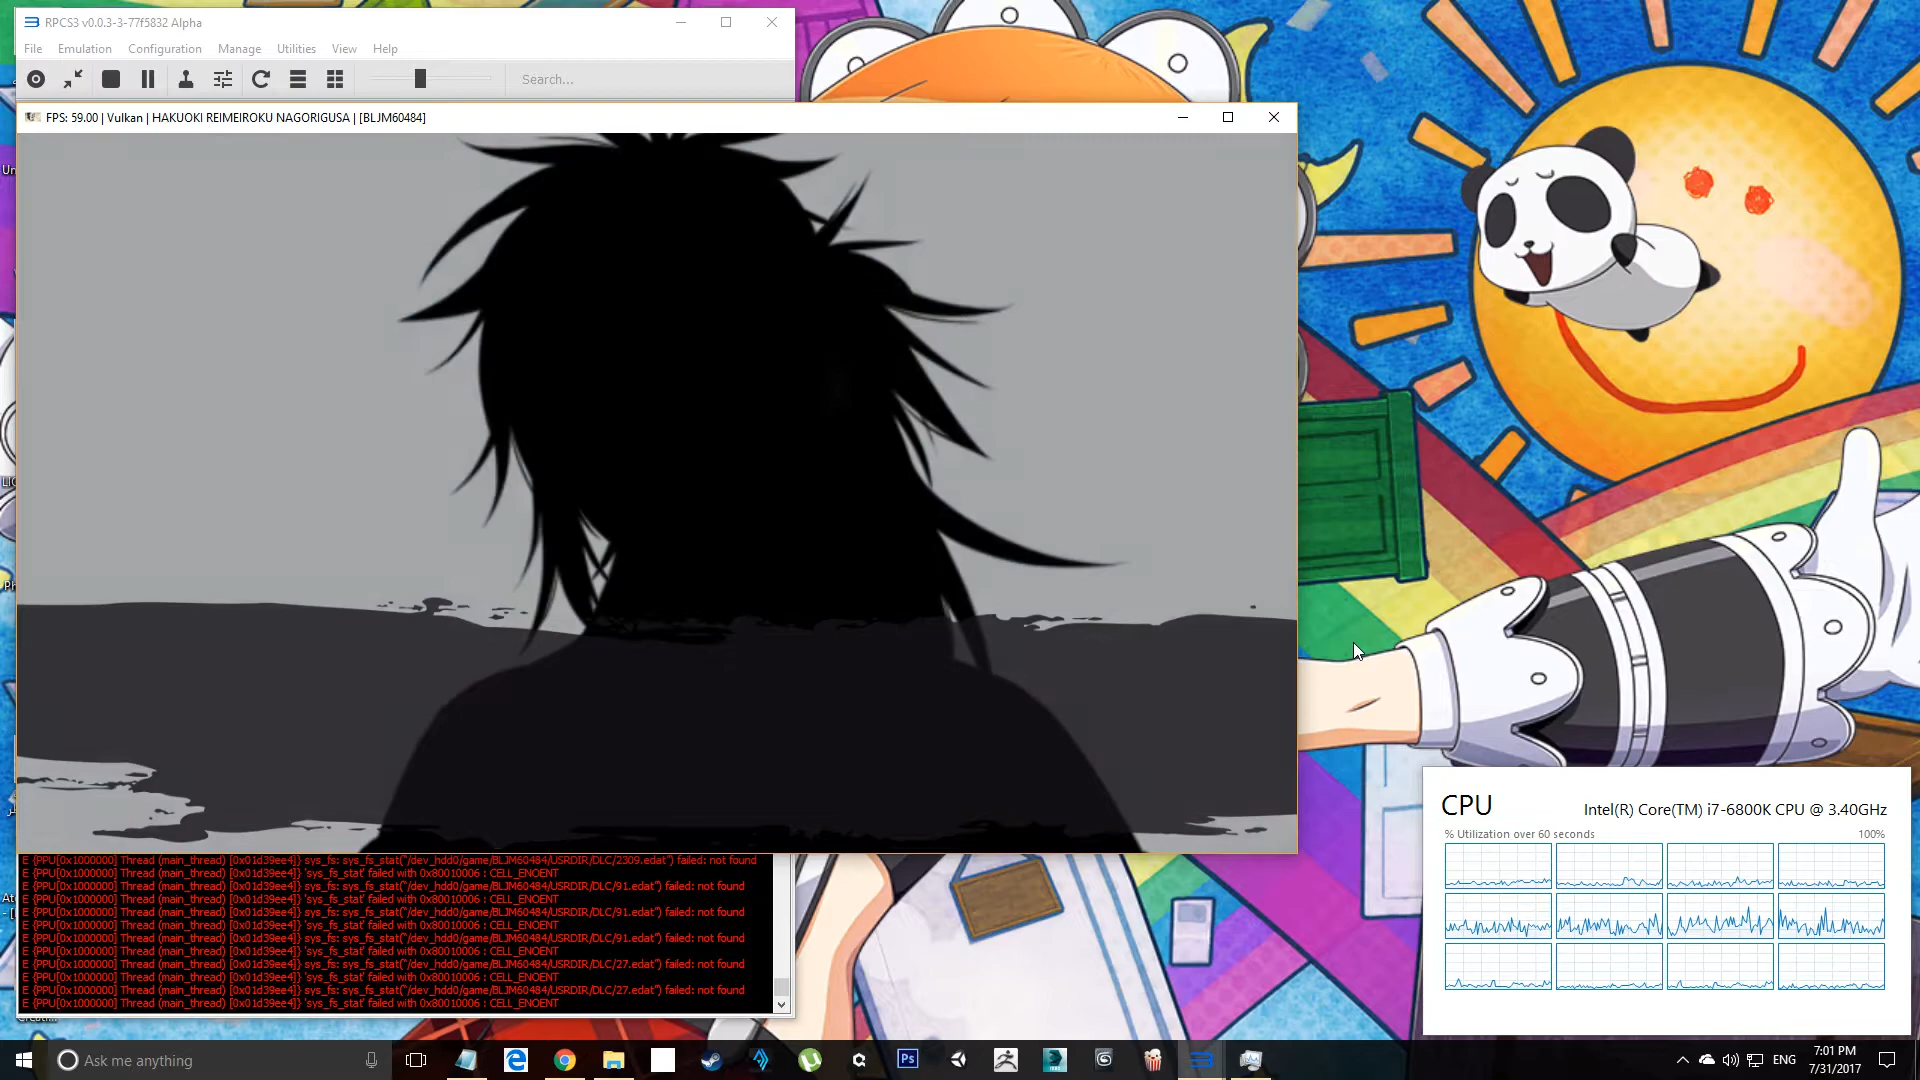 RPCS3 v0.0.3-3-77f5832 Alpha
File Emulation Configuration Manage Utilities View Help
Search...
FPS: 59.00 | Vulkan | HAKUOKI REIMEIROKU NAGORIGUSA | [BLJM60484]
E {PPU[0x1000000] Thread (main_thread) [0x01d39ee4]} sys_fs: sys_fs_stat("/dev_hdd0/game/BLJM60484/USRDIR/DLC/2309.edat") failed: not found
E {PPU[0x1000000] Thread (main_thread) [0x01d39ee4]} 'sys_fs_stat' failed with 0x80010006 : CELL_ENOENT
E {PPU[0x1000000] Thread (main_thread) [0x01d39ee4]} sys_fs: sys_fs_stat("/dev_hdd0/game/BLJM60484/USRDIR/DLC/91.edat") failed: not found
E {PPU[0x1000000] Thread (main_thread) [0x01d39ee4]} 'sys_fs_stat' failed with 0x80010006 : CELL_ENOENT
E {PPU[0x1000000] Thread (main_thread) [0x01d39ee4]} sys_fs: sys_fs_stat("/dev_hdd0/game/BLJM60484/USRDIR/DLC/91.edat") failed: not found
E {PPU[0x1000000] Thread (main_thread) [0x01d39ee4]} 'sys_fs_stat' failed with 0x80010006 : CELL_ENOENT
E {PPU[0x1000000] Thread (main_thread) [0x01d39ee4]} sys_fs: sys_fs_stat("/dev_hdd0/game/BLJM60484/USRDIR/DLC/91.edat") failed: not found
E {PPU[0x1000000] Thread (main_thread) [0x01d39ee4]} 'sys_fs_stat' failed with 0x80010006 : CELL_ENOENT
E {PPU[0x1000000] Thread (main_thread) [0x01d39ee4]} sys_fs: sys_fs_stat("/dev_hdd0/game/BLJM60484/USRDIR/DLC/27.edat") failed: not found
E {PPU[0x1000000] Thread (main_thread) [0x01d39ee4]} 'sys_fs_stat' failed with 0x80010006 : CELL_ENOENT
E {PPU[0x1000000] Thread (main_thread) [0x01d39ee4]} sys_fs: sys_fs_stat("/dev_hdd0/game/BLJM60484/USRDIR/DLC/27.edat") failed: not found
E {PPU[0x1000000] Thread (main_thread) [0x01d39ee4]} 'sys_fs_stat' failed with 0x80010006 : CELL_ENOENT
CPU Intel(R) Core(TM) i7-6800K CPU @ 3.40GHz
% Utilization over 60 seconds 100%
Ask me anything
Ps
ENG
7:01 PM
7/31/2017